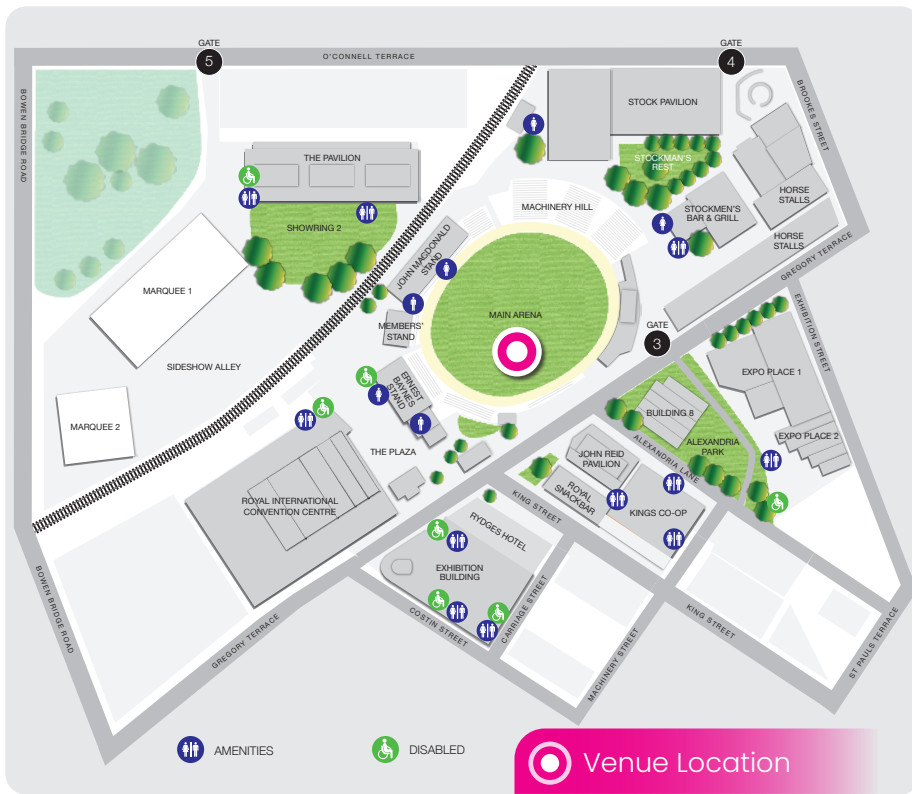 GATE
5
O'CONNELL TERRACE
GATE
4
BOWEN BRIDGE ROAD
BROOKES STREET
STOCK PAVILION
THE PAVILION
STOCKMAN'S
REST
HORSE
STALLS
MACHINERY HILL
STOCKMEN'S
BAR & GRILL
SHOWRING 2
JOHN MACDONALD
STAND
HORSE
STALLS
GREGORY TERRACE
MARQUEE 1
MAIN ARENA
MEMBERS'
STAND
GATE
3
EXHIBITION STREET
SIDESHOW ALLEY
EXPO PLACE 1
ERNEST
BAYNES
STAND
BUILDING 8
MARQUEE 2
EXPO PLACE 2
ALEXANDRIA
PARK
ALEXANDRIA LANE
THE PLAZA
JOHN REID
PAVILION
ROYAL
SNACKBAR
ROYAL INTERNATIONAL
CONVENTION CENTRE
KING STREET
KINGS CO-OP
RYDGES HOTEL
EXHIBITION
BUILDING
BOWEN BRIDGE ROAD
GREGORY TERRACE
COSTIN STREET
CARRIAGE STREET
MACHINERY STREET
KING STREET
ST PAULS TERRACE
AMENITIES
DISABLED
Venue Location